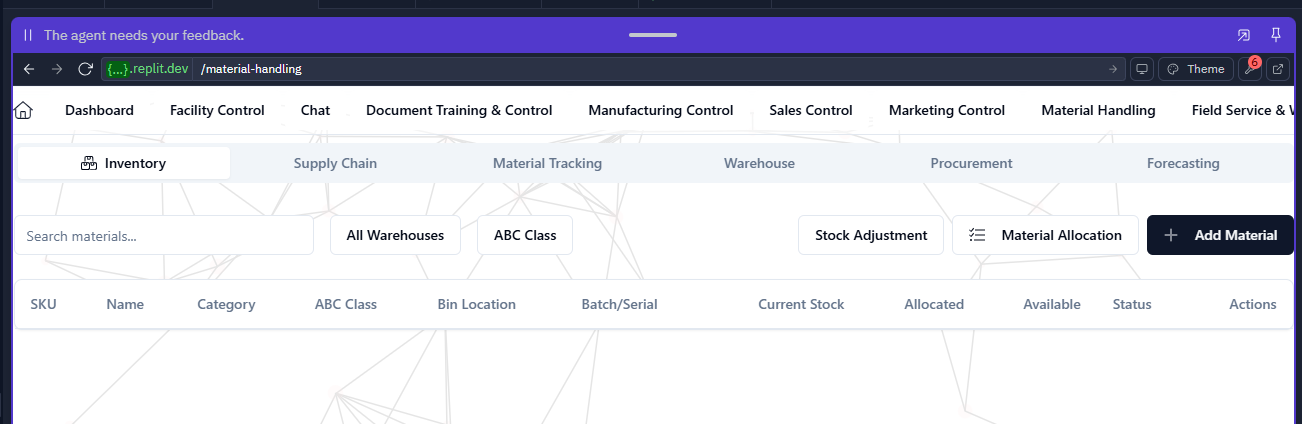 The agent needs your feedback.
{...}.replit.dev /material-handling Theme 6
Dashboard Facility Control Chat Document Training & Control Manufacturing Control Sales Control Marketing Control Material Handling Field Service &
Inventory Supply Chain Material Tracking Warehouse Procurement Forecasting
Search materials... All Warehouses ABC Class Stock Adjustment Material Allocation Add Material
SKU Name Category ABC Class Bin Location Batch/Serial Current Stock Allocated Available Status Actions